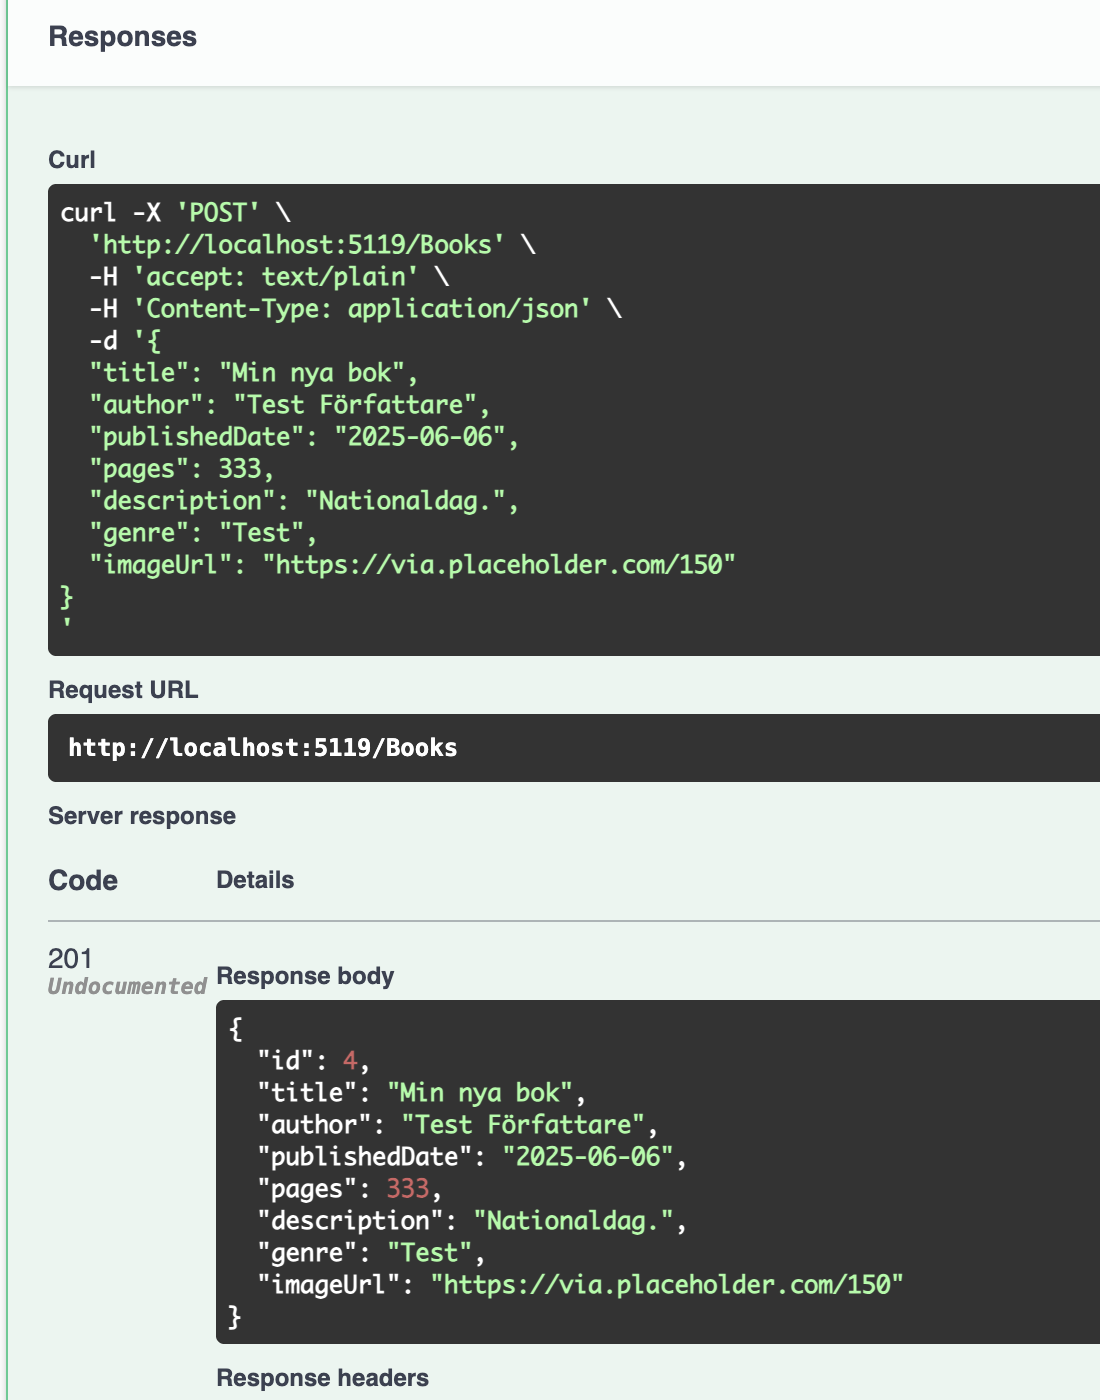 Responses
Curl
curl -X 'POST' \
  'http://localhost:5119/Books' \
  -H 'accept: text/plain' \
  -H 'Content-Type: application/json' \
  -d '{
  "title": "Min nya bok",
  "author": "Test Författare",
  "publishedDate": "2025-06-06",
  "pages": 333,
  "description": "Nationaldag.",
  "genre": "Test",
  "imageUrl": "https://via.placeholder.com/150"
}
'
Request URL
http://localhost:5119/Books
Server response
Code Details
201
Undocumented
Response body
{
  "id": 4,
  "title": "Min nya bok",
  "author": "Test Författare",
  "publishedDate": "2025-06-06",
  "pages": 333,
  "description": "Nationaldag.",
  "genre": "Test",
  "imageUrl": "https://via.placeholder.com/150"
}
Response headers